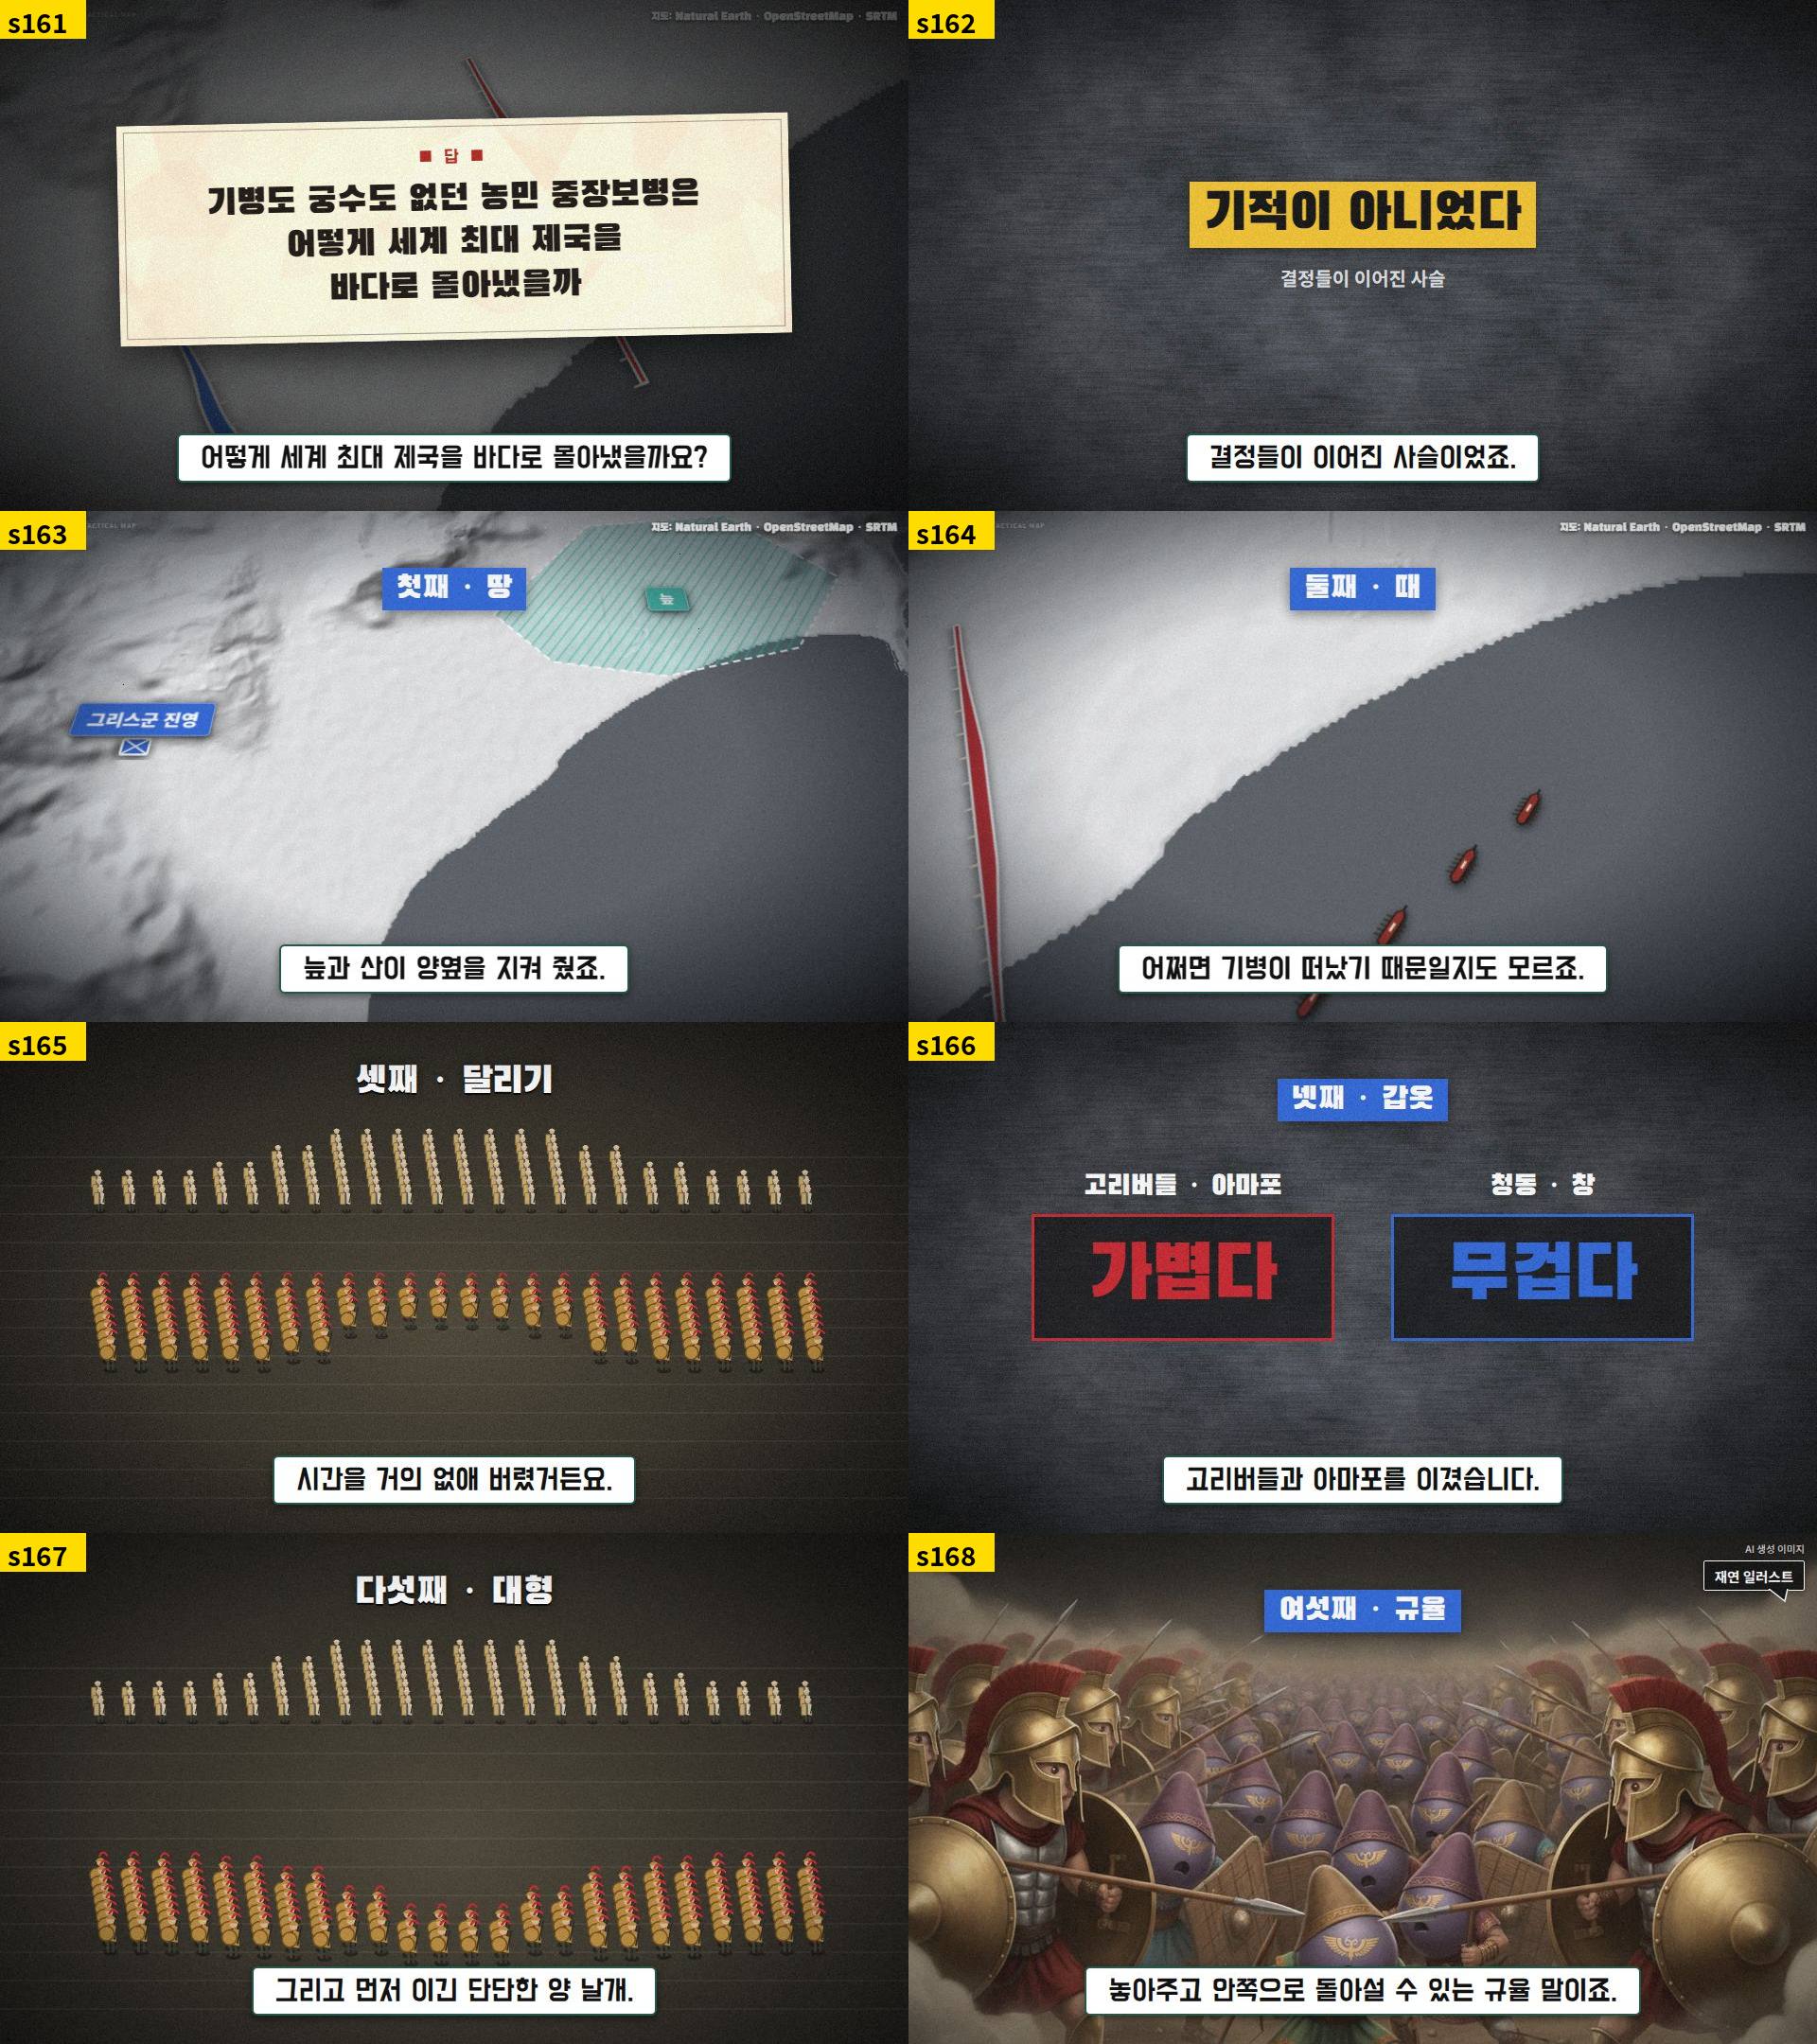 s161
지도: Natural Earth · OpenStreetMap · SRTM
■ 답 ■
기병도 궁수도 없던 농민 중장보병은
어떻게 세계 최대 제국을
바다로 몰아냈을까
어떻게 세계 최대 제국을 바다로 몰아냈을까요?
s162
기적이 아니었다
결정들이 이어진 사슬
결정들이 이어진 사슬이었죠.
s163
TACTICAL MAP
지도: Natural Earth · OpenStreetMap · SRTM
첫째 · 땅
늪
그리스군 진영
늪과 산이 양옆을 지켜 줬죠.
s164
TACTICAL MAP
지도: Natural Earth · OpenStreetMap · SRTM
둘째 · 때
어쩌면 기병이 떠났기 때문일지도 모르죠.
s165
셋째 · 달리기
시간을 거의 없애 버렸거든요.
s166
넷째 · 갑옷
고리버들 · 아마포
청동 · 창
가볍다
무겁다
고리버들과 아마포를 이겼습니다.
s167
다섯째 · 대형
그리고 먼저 이긴 단단한 양 날개.
s168
AI 생성 이미지
재연 일러스트
여섯째 · 규율
놓아주고 안쪽으로 돌아설 수 있는 규율 말이죠.